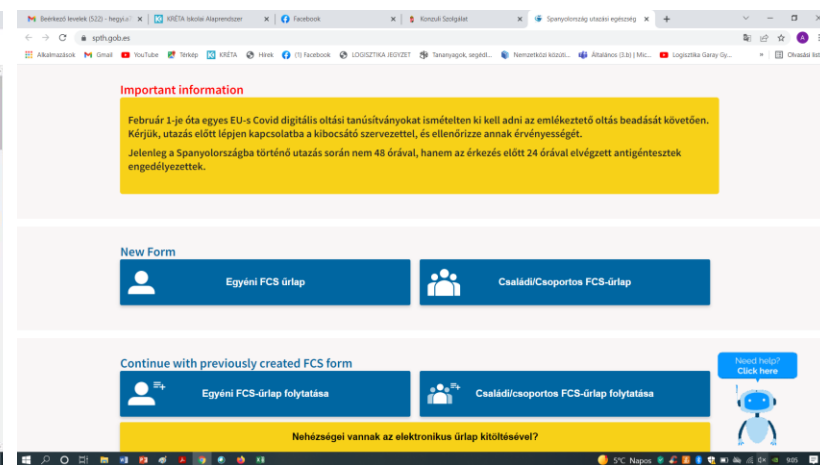 Beérkező levelek (522) - hegyi.a
KRÉTA Iskolai Alaprendszer
Facebook
Konzuli Szolgálat
Spanyolország utazási egészség
spth.gob.es
Alkalmazások Gmail YouTube Térkép KRÉTA Hírek (1) Facebook LOGISZTIKA JEGYZET Tananyagok, segédl... Nemzetközi közúti... Általános (3.b) | Mic... Logisztika Garay Gy... » Olvasási list
Important information
Február 1-je óta egyes EU-s Covid digitális oltási tanúsítványokat ismételten ki kell adni az emlékeztető oltás beadását követően.
Kérjük, utazás előtt lépjen kapcsolatba a kibocsátó szervezettel, és ellenőrizze annak érvényességét.
Jelenleg a Spanyolországba történő utazás során nem 48 órával, hanem az érkezés előtt 24 órával elvégzett antigéntesztek
engedélyezettek.
New Form
Egyéni FCS űrlap
Családi/Csoportos FCS-űrlap
Continue with previously created FCS form
Egyéni FCS-űrlap folytatása
Családi/csoportos FCS-űrlap folytatása
Need help?
Click here
Nehézségei vannak az elektronikus űrlap kitöltésével?
5°C Napos
905